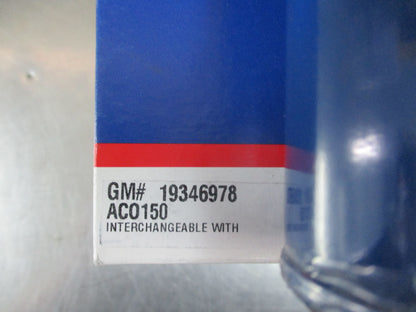 GM# 19346978
ACO150
INTERCHANGEABLE WITH